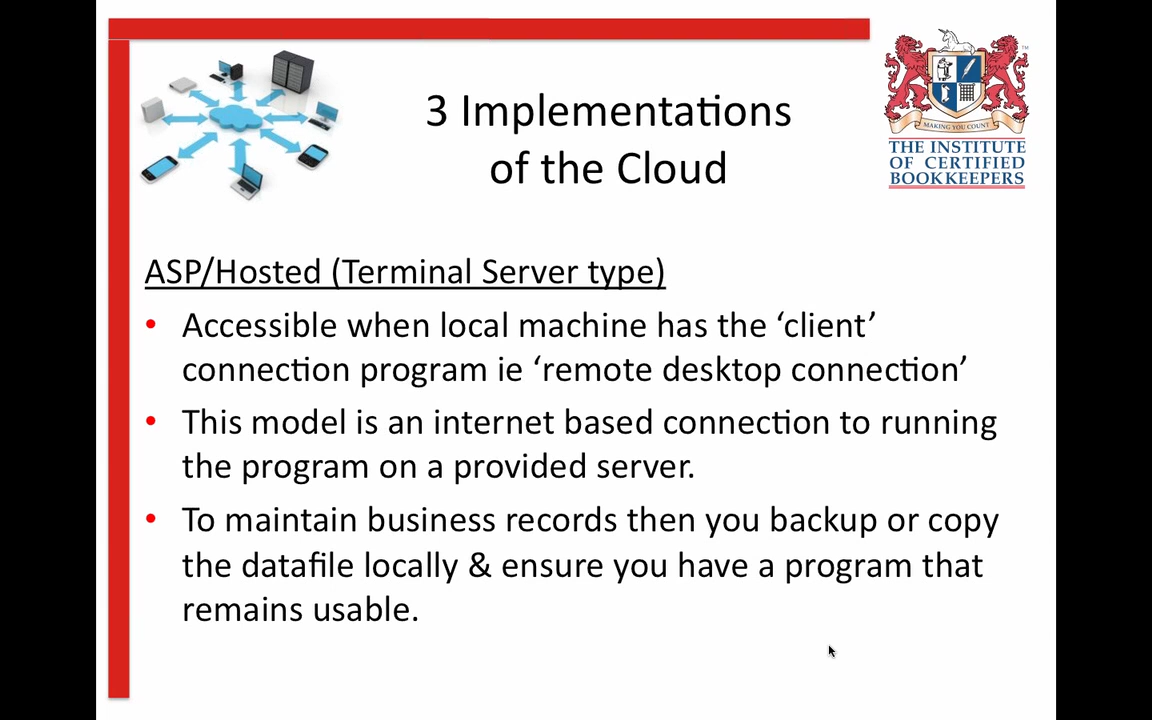 3 Implementations
of the Cloud
MAKING YOU COUNT
TM
THE INSTITUTE
OF CERTIFIED
BOOKKEEPERS
ASP/Hosted (Terminal Server type)
• Accessible when local machine has the ‘client’
connection program ie ‘remote desktop connection’
• This model is an internet based connection to running
the program on a provided server.
• To maintain business records then you backup or copy
the datafile locally & ensure you have a program that
remains usable.